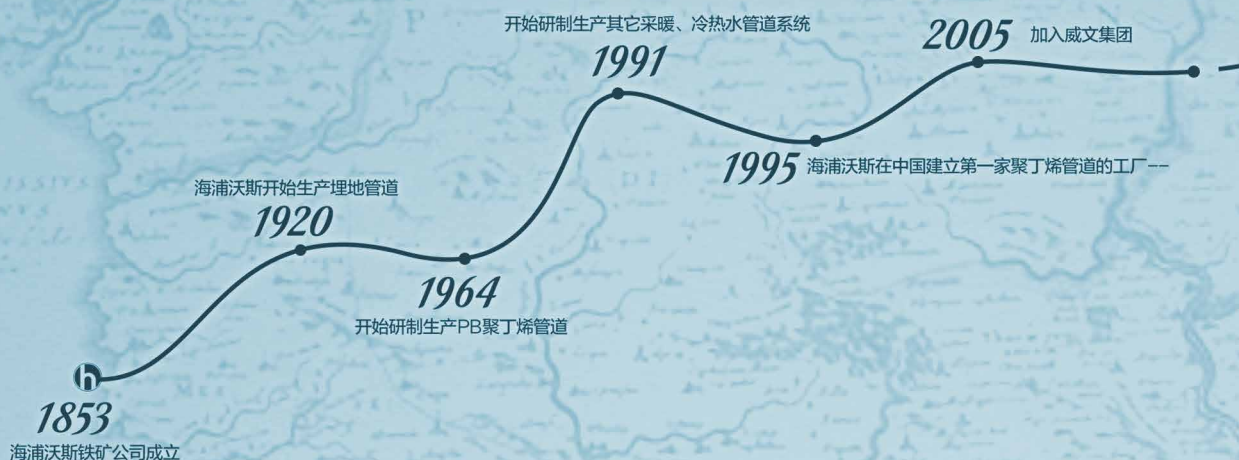 h
1853
海浦沃斯铁矿公司成立
海浦沃斯开始生产埋地管道
1920
1964
开始研制生产PB聚丁烯管道
开始研制生产其它采暖、冷热水管道系统
1991
1995 海浦沃斯在中国建立第一家聚丁烯管道的工厂--
2005 加入威文集团